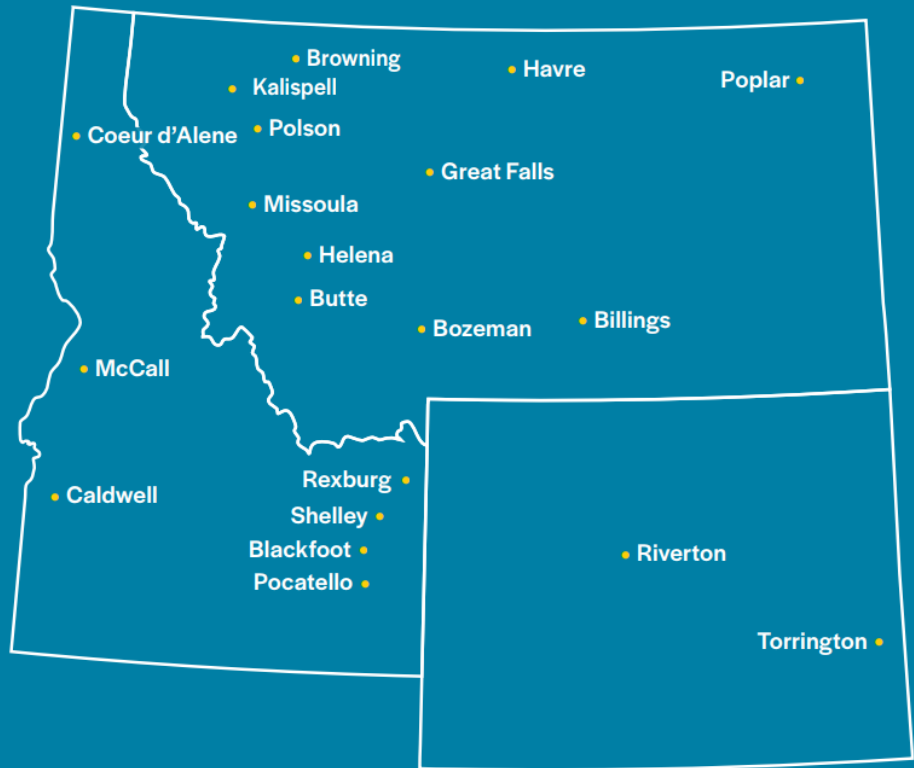 Browning
Havre
Poplar
Kalispell
Coeur d'Alene
Polson
Great Falls
Missoula
Helena
Butte
Bozeman
Billings
McCall
Rexburg
Caldwell
Shelley
Blackfoot
Riverton
Pocatello
Torrington